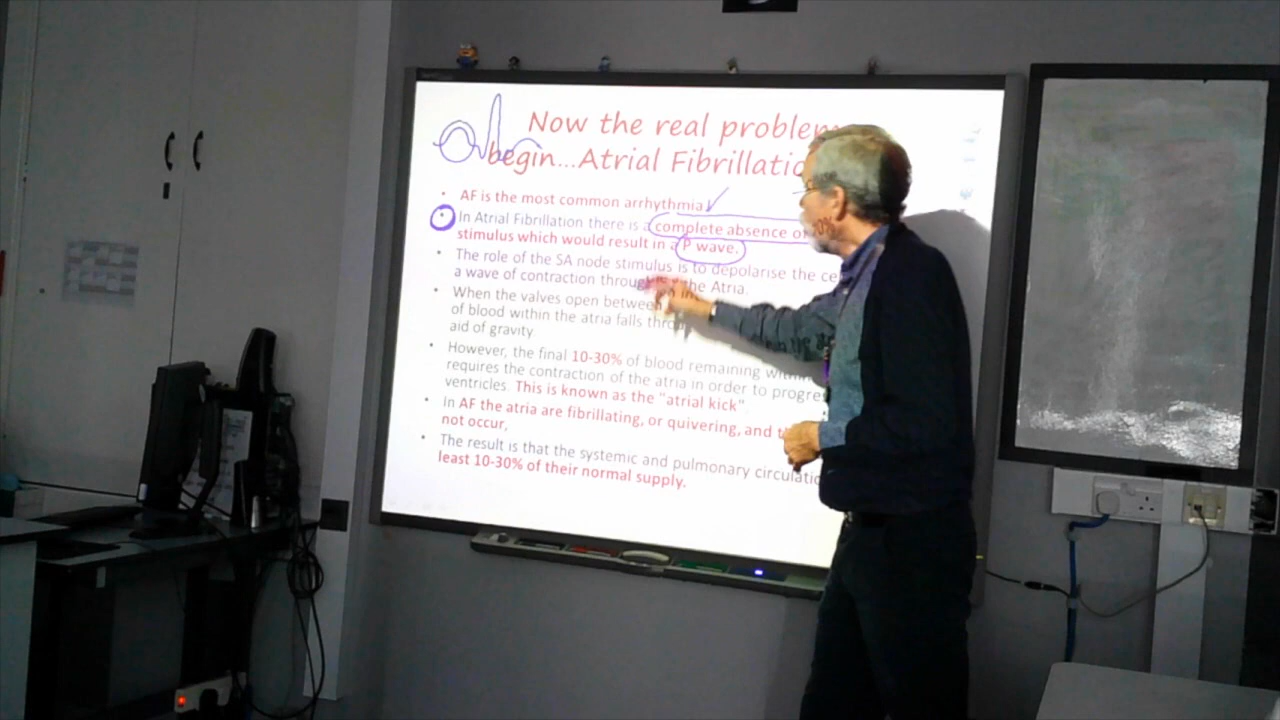 Now the real problem
begin...Atrial Fibrillatio
• AF is the most common arrhythmia
• In Atrial Fibrillation there is a complete absence of
stimulus which would result in a P wave.
• The role of the SA node stimulus is to depolarise the ce
a wave of contraction through the Atria.
• When the valves open between
of blood within the atria falls throu
aid of gravity.
• However, the final 10-30% of blood remaining within
requires the contraction of the atria in order to progres
ventricles. This is known as the "atrial kick".
• In AF the atria are fibrillating, or quivering, and t
not occur,
• The result is that the systemic and pulmonary circulatio
least 10-30% of their normal supply.